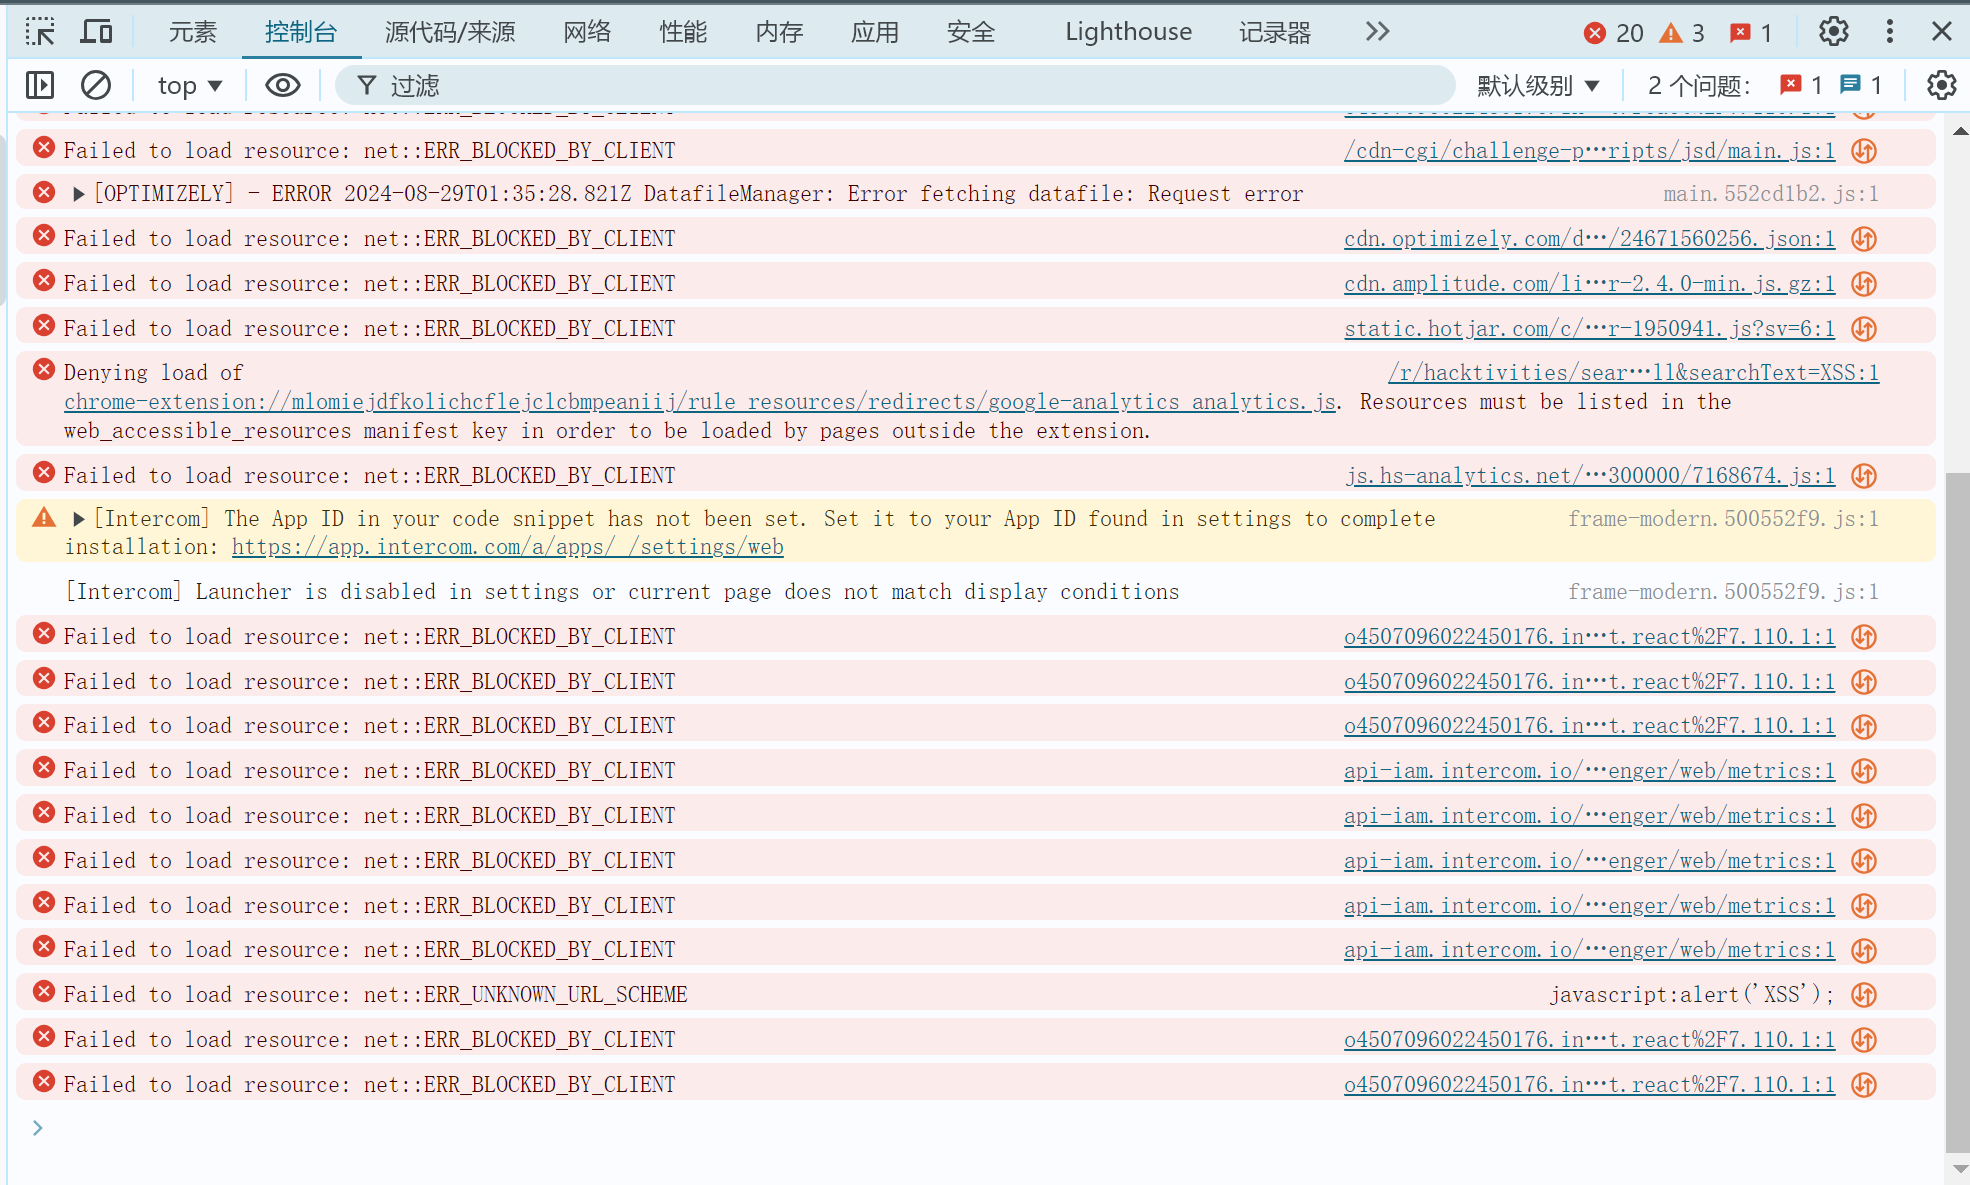 元素 控制台 源代码/来源 网络 性能 内存 应用 安全 Lighthouse 记录器 20 3 1
top 过滤 默认级别 2 个问题: 1 1
Failed to load resource: net::ERR_BLOCKED_BY_CLIENT
Failed to load resource: net::ERR_BLOCKED_BY_CLIENT /cdn-cgi/challenge-p…ripts/jsd/main.js:1
[OPTIMIZELY] - ERROR 2024-08-29T01:35:28.821Z DatafileManager: Error fetching datafile: Request error main.552cd1b2.js:1
Failed to load resource: net::ERR_BLOCKED_BY_CLIENT cdn.optimizely.com/d…/24671560256.json:1
Failed to load resource: net::ERR_BLOCKED_BY_CLIENT cdn.amplitude.com/li…r-2.4.0-min.js.gz:1
Failed to load resource: net::ERR_BLOCKED_BY_CLIENT static.hotjar.com/c/…r-1950941.js?sv=6:1
Denying load of /r/hacktivities/sear…ll&searchText=XSS:1
chrome-extension://mlomiejdfkolichcflejclcbmpeaniij/rule_resources/redirects/google-analytics_analytics.js. Resources must be listed in the
web_accessible_resources manifest key in order to be loaded by pages outside the extension.
Failed to load resource: net::ERR_BLOCKED_BY_CLIENT js.hs-analytics.net/…300000/7168674.js:1
[Intercom] The App ID in your code snippet has not been set. Set it to your App ID found in settings to complete frame-modern.500552f9.js:1
installation: https://app.intercom.com/a/apps/_/settings/web
[Intercom] Launcher is disabled in settings or current page does not match display conditions frame-modern.500552f9.js:1
Failed to load resource: net::ERR_BLOCKED_BY_CLIENT o4507096022450176.in…t.react%2F7.110.1:1
Failed to load resource: net::ERR_BLOCKED_BY_CLIENT o4507096022450176.in…t.react%2F7.110.1:1
Failed to load resource: net::ERR_BLOCKED_BY_CLIENT o4507096022450176.in…t.react%2F7.110.1:1
Failed to load resource: net::ERR_BLOCKED_BY_CLIENT api-iam.intercom.io/…enger/web/metrics:1
Failed to load resource: net::ERR_BLOCKED_BY_CLIENT api-iam.intercom.io/…enger/web/metrics:1
Failed to load resource: net::ERR_BLOCKED_BY_CLIENT api-iam.intercom.io/…enger/web/metrics:1
Failed to load resource: net::ERR_BLOCKED_BY_CLIENT api-iam.intercom.io/…enger/web/metrics:1
Failed to load resource: net::ERR_BLOCKED_BY_CLIENT api-iam.intercom.io/…enger/web/metrics:1
Failed to load resource: net::ERR_UNKNOWN_URL_SCHEME javascript:alert('XSS');
Failed to load resource: net::ERR_BLOCKED_BY_CLIENT o4507096022450176.in…t.react%2F7.110.1:1
Failed to load resource: net::ERR_BLOCKED_BY_CLIENT o4507096022450176.in…t.react%2F7.110.1:1